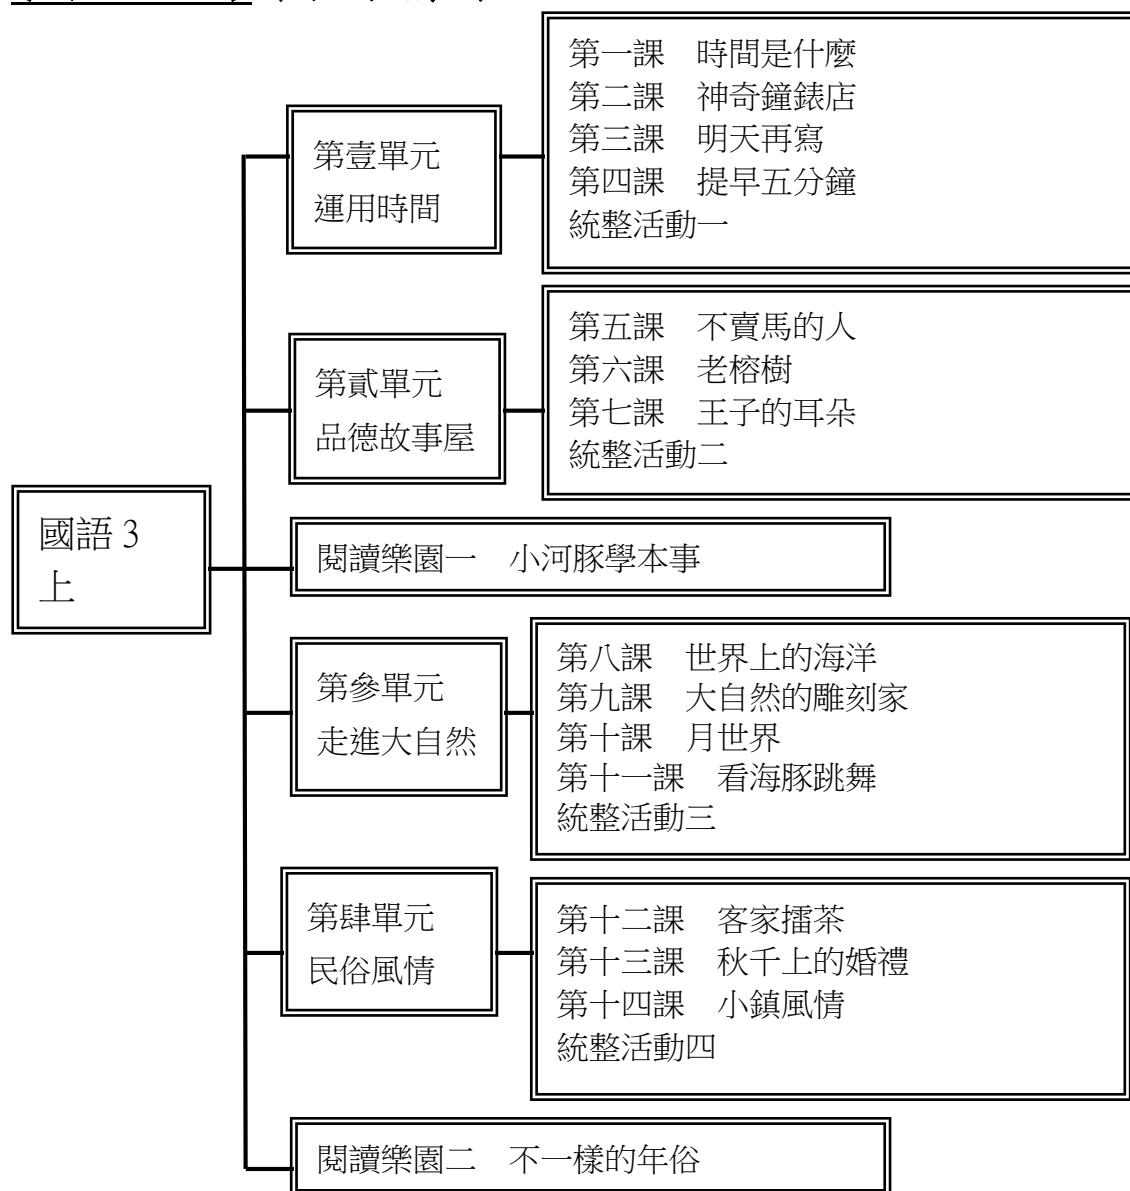 第一課　時間是什麼
第二課　神奇鐘錶店
第三課　明天再寫
第四課　提早五分鐘
統整活動一
第壹單元
運用時間
第五課　不賣馬的人
第六課　老榕樹
第七課　王子的耳朵
統整活動二
第貳單元
品德故事屋
國語 3
上
閱讀樂園一　小河豚學本事
第八課　世界上的海洋
第九課　大自然的雕刻家
第十課　月世界
第十一課　看海豚跳舞
統整活動三
第參單元
走進大自然
第十二課　客家擂茶
第十三課　秋千上的婚禮
第十四課　小鎮風情
統整活動四
第肆單元
民俗風情
閱讀樂園二　不一樣的年俗